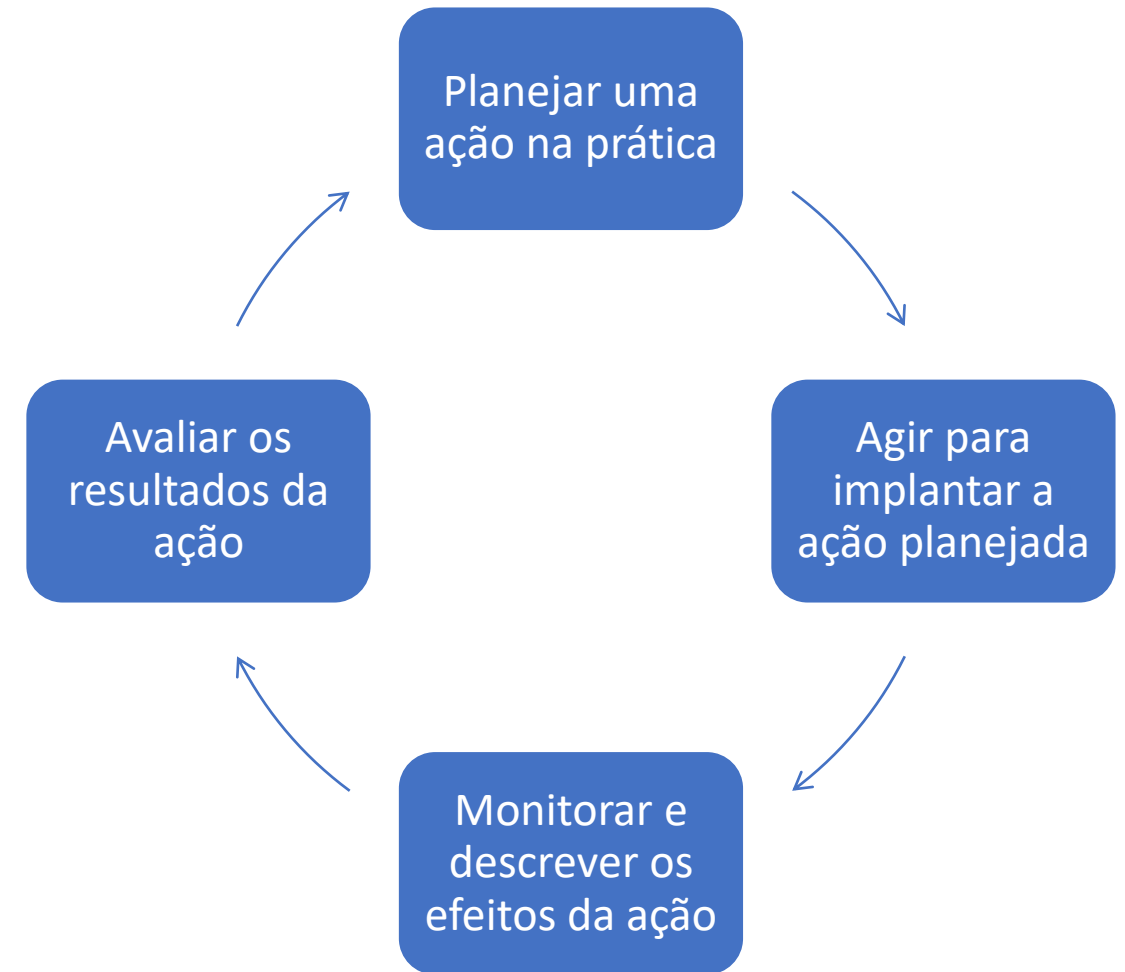 Planejar uma
ação na prática
Agir para
implantar a
ação planejada
Monitorar e
descrever os
efeitos da ação
Avaliar os
resultados da
ação